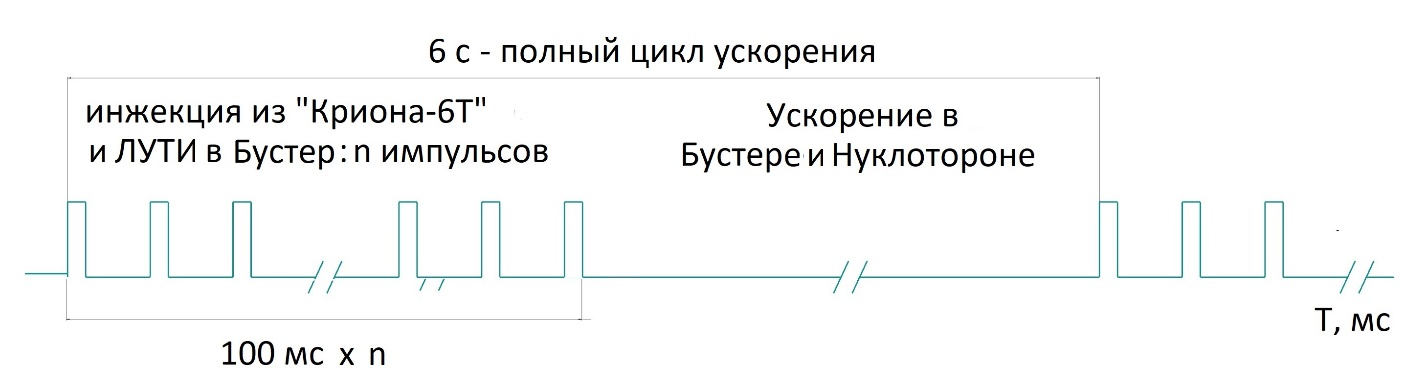 6 с - полный цикл ускорения
инжекция из "Криона-6Т"
и ЛУТИ в Бустер: n импульсов
Ускорение в
Бустере и Нуклотороне
T, мс
100 мс x n